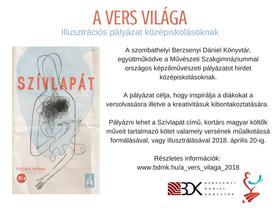 A VERS VILÁGA
Illusztrációs pályázat középiskolásoknak
SZÍVLAPÁT
A szombathelyi Berzsenyi Dániel Könyvtár,
együttműködve a Művészeti Szakgimnáziummal
országos képzőművészeti pályázatot hirdet
középiskolásoknak.
A pályázat célja, hogy inspirálja a diákokat a
versolvasásra illetve a kreativitásuk kibontakoztatására.
Pályázni lehet a Szívlapát című, kortárs magyar költők
műveit tartalmazó kötet valamely versének műalkotássá
formálásával, vagy illusztrálásával 2018. április 20-ig.
Részletes információk:
www.bdmk.hu/a_vers_vilaga_2018
BDK